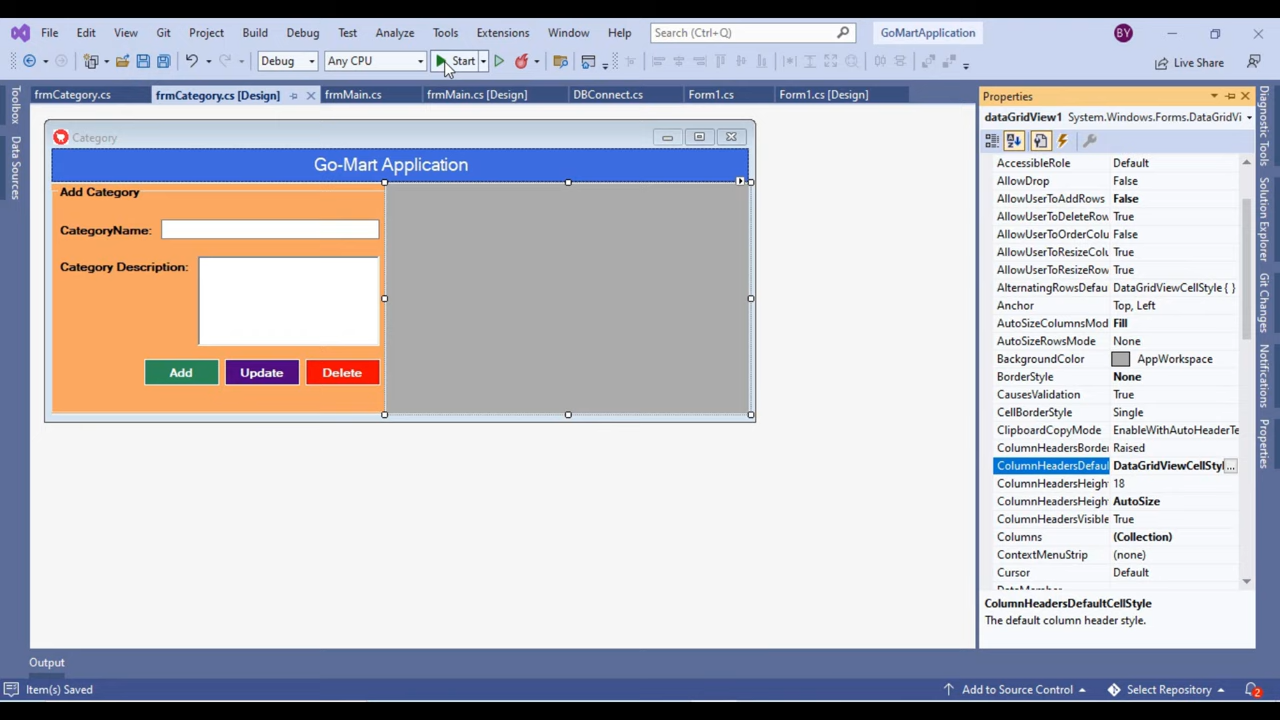 File Edit View Git Project Build Debug Test Analyze Tools Extensions Window Help Search (Ctrl+Q) GoMartApplication BY
Debug Any CPU Start Live Share
frmCategory.cs frmCategory.cs [Design] frmMain.cs frmMain.cs [Design] DBConnect.cs Form1.cs Form1.cs [Design]
Toolbox
Data Sources
Category
Go-Mart Application
Add Category
CategoryName:
Category Description:
Add Update Delete
Properties
dataGridView1 System.Windows.Forms.DataGridVi
AccessibleRole Default
AllowDrop False
AllowUserToAddRows False
AllowUserToDeleteRow True
AllowUserToOrderColu False
AllowUserToResizeColu True
AllowUserToResizeRow True
AlternatingRowsDefau DataGridViewCellStyle { }
Anchor Top, Left
AutoSizeColumnsMod Fill
AutoSizeRowsMode None
BackgroundColor AppWorkspace
BorderStyle None
CausesValidation True
CellBorderStyle Single
ClipboardCopyMode EnableWithAutoHeaderTe
ColumnHeadersBorder Raised
ColumnHeadersDefaul DataGridViewCellStyl ...
ColumnHeadersHeigh 18
ColumnHeadersHeigh AutoSize
ColumnHeadersVisible True
Columns (Collection)
ContextMenuStrip (none)
Cursor Default
ColumnHeadersDefaultCellStyle
The default column header style.
Diagnostic Tools
Solution Explorer
Git Changes
Notifications
Properties
Output
Item(s) Saved Add to Source Control Select Repository 2